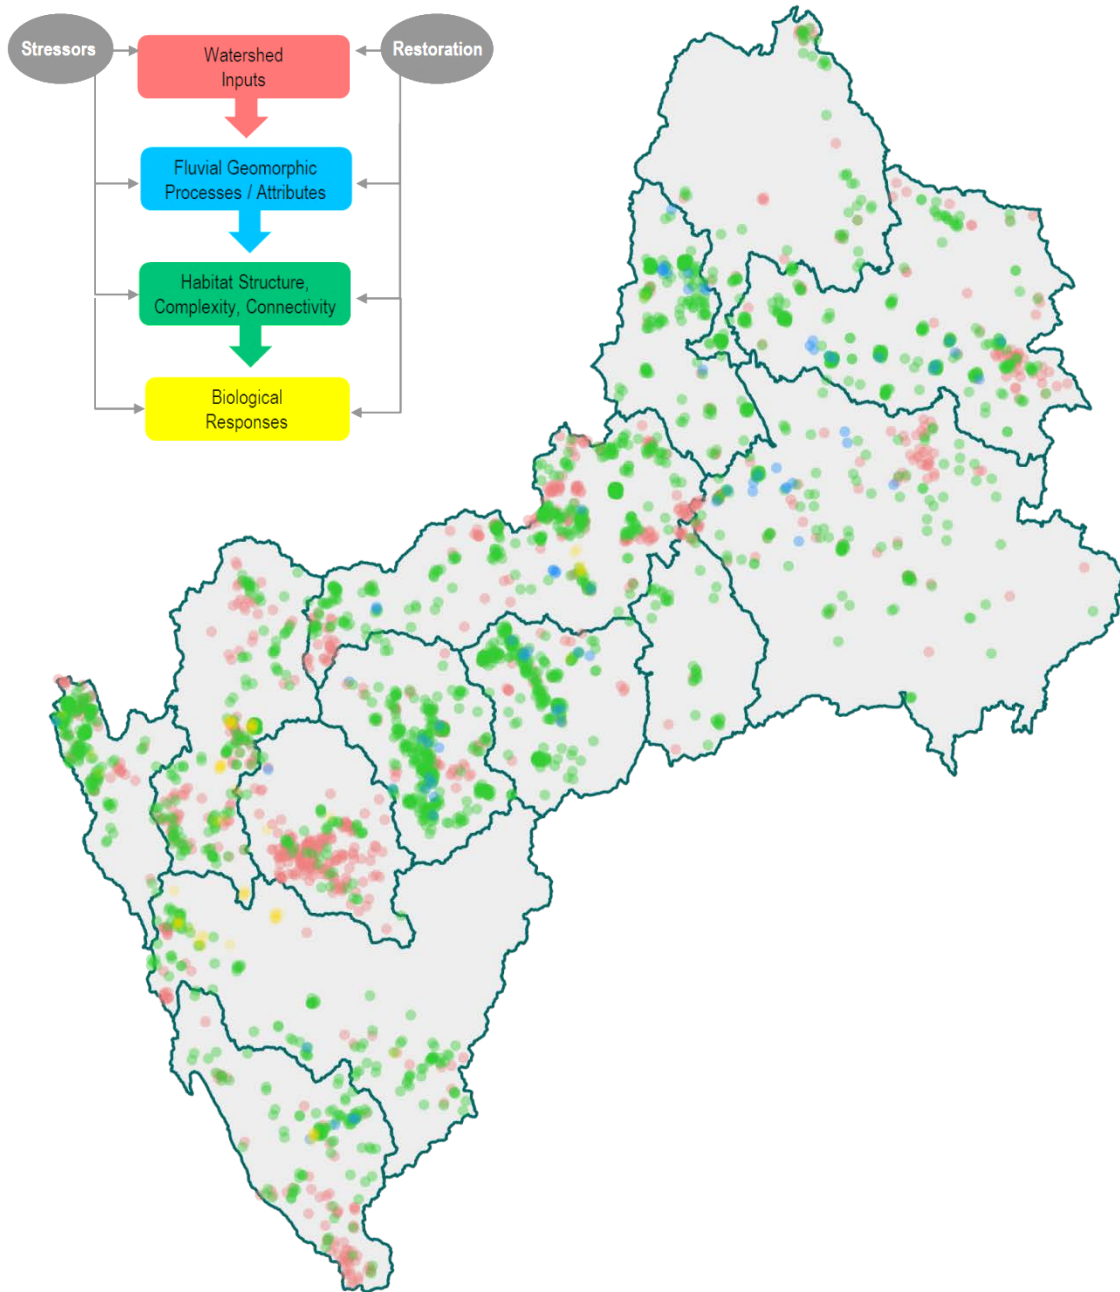 Stressors
Watershed
Inputs
Restoration
Fluvial Geomorphic
Processes / Attributes
Habitat Structure,
Complexity, Connectivity
Biological
Responses